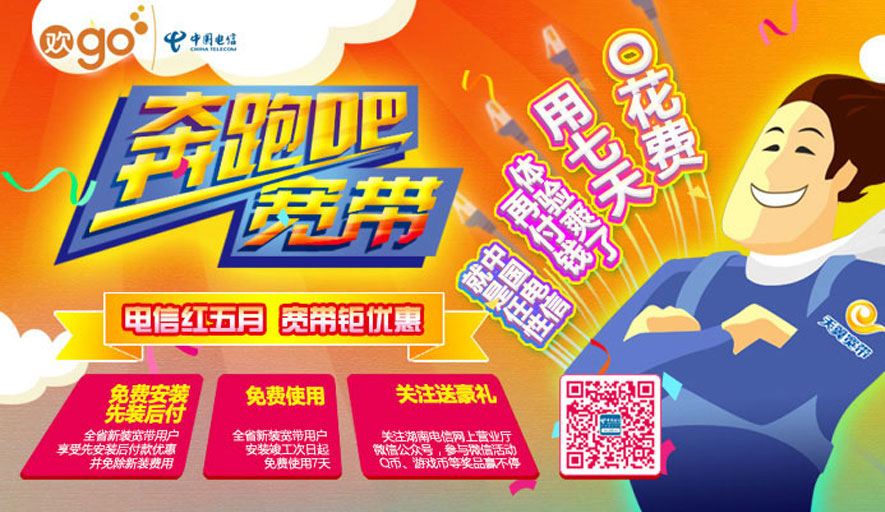 欢go
中国电信
CHINA TELECOM
奔跑吧
宽带
0花费
用七天
体验爽了
再付钱
中国电信
就是任性
天翼宽带
电信红五月 宽带钜优惠
免费安装
先装后付
全省新装宽带用户
享受先安装后付款优惠
并免除新装费用
免费使用
全省新装宽带用户
安装竣工次日起
免费使用7天
关注送豪礼
关注湖南电信网上营业厅
微信公众号，参与微信活动
Q币、游戏币等奖品赢不停